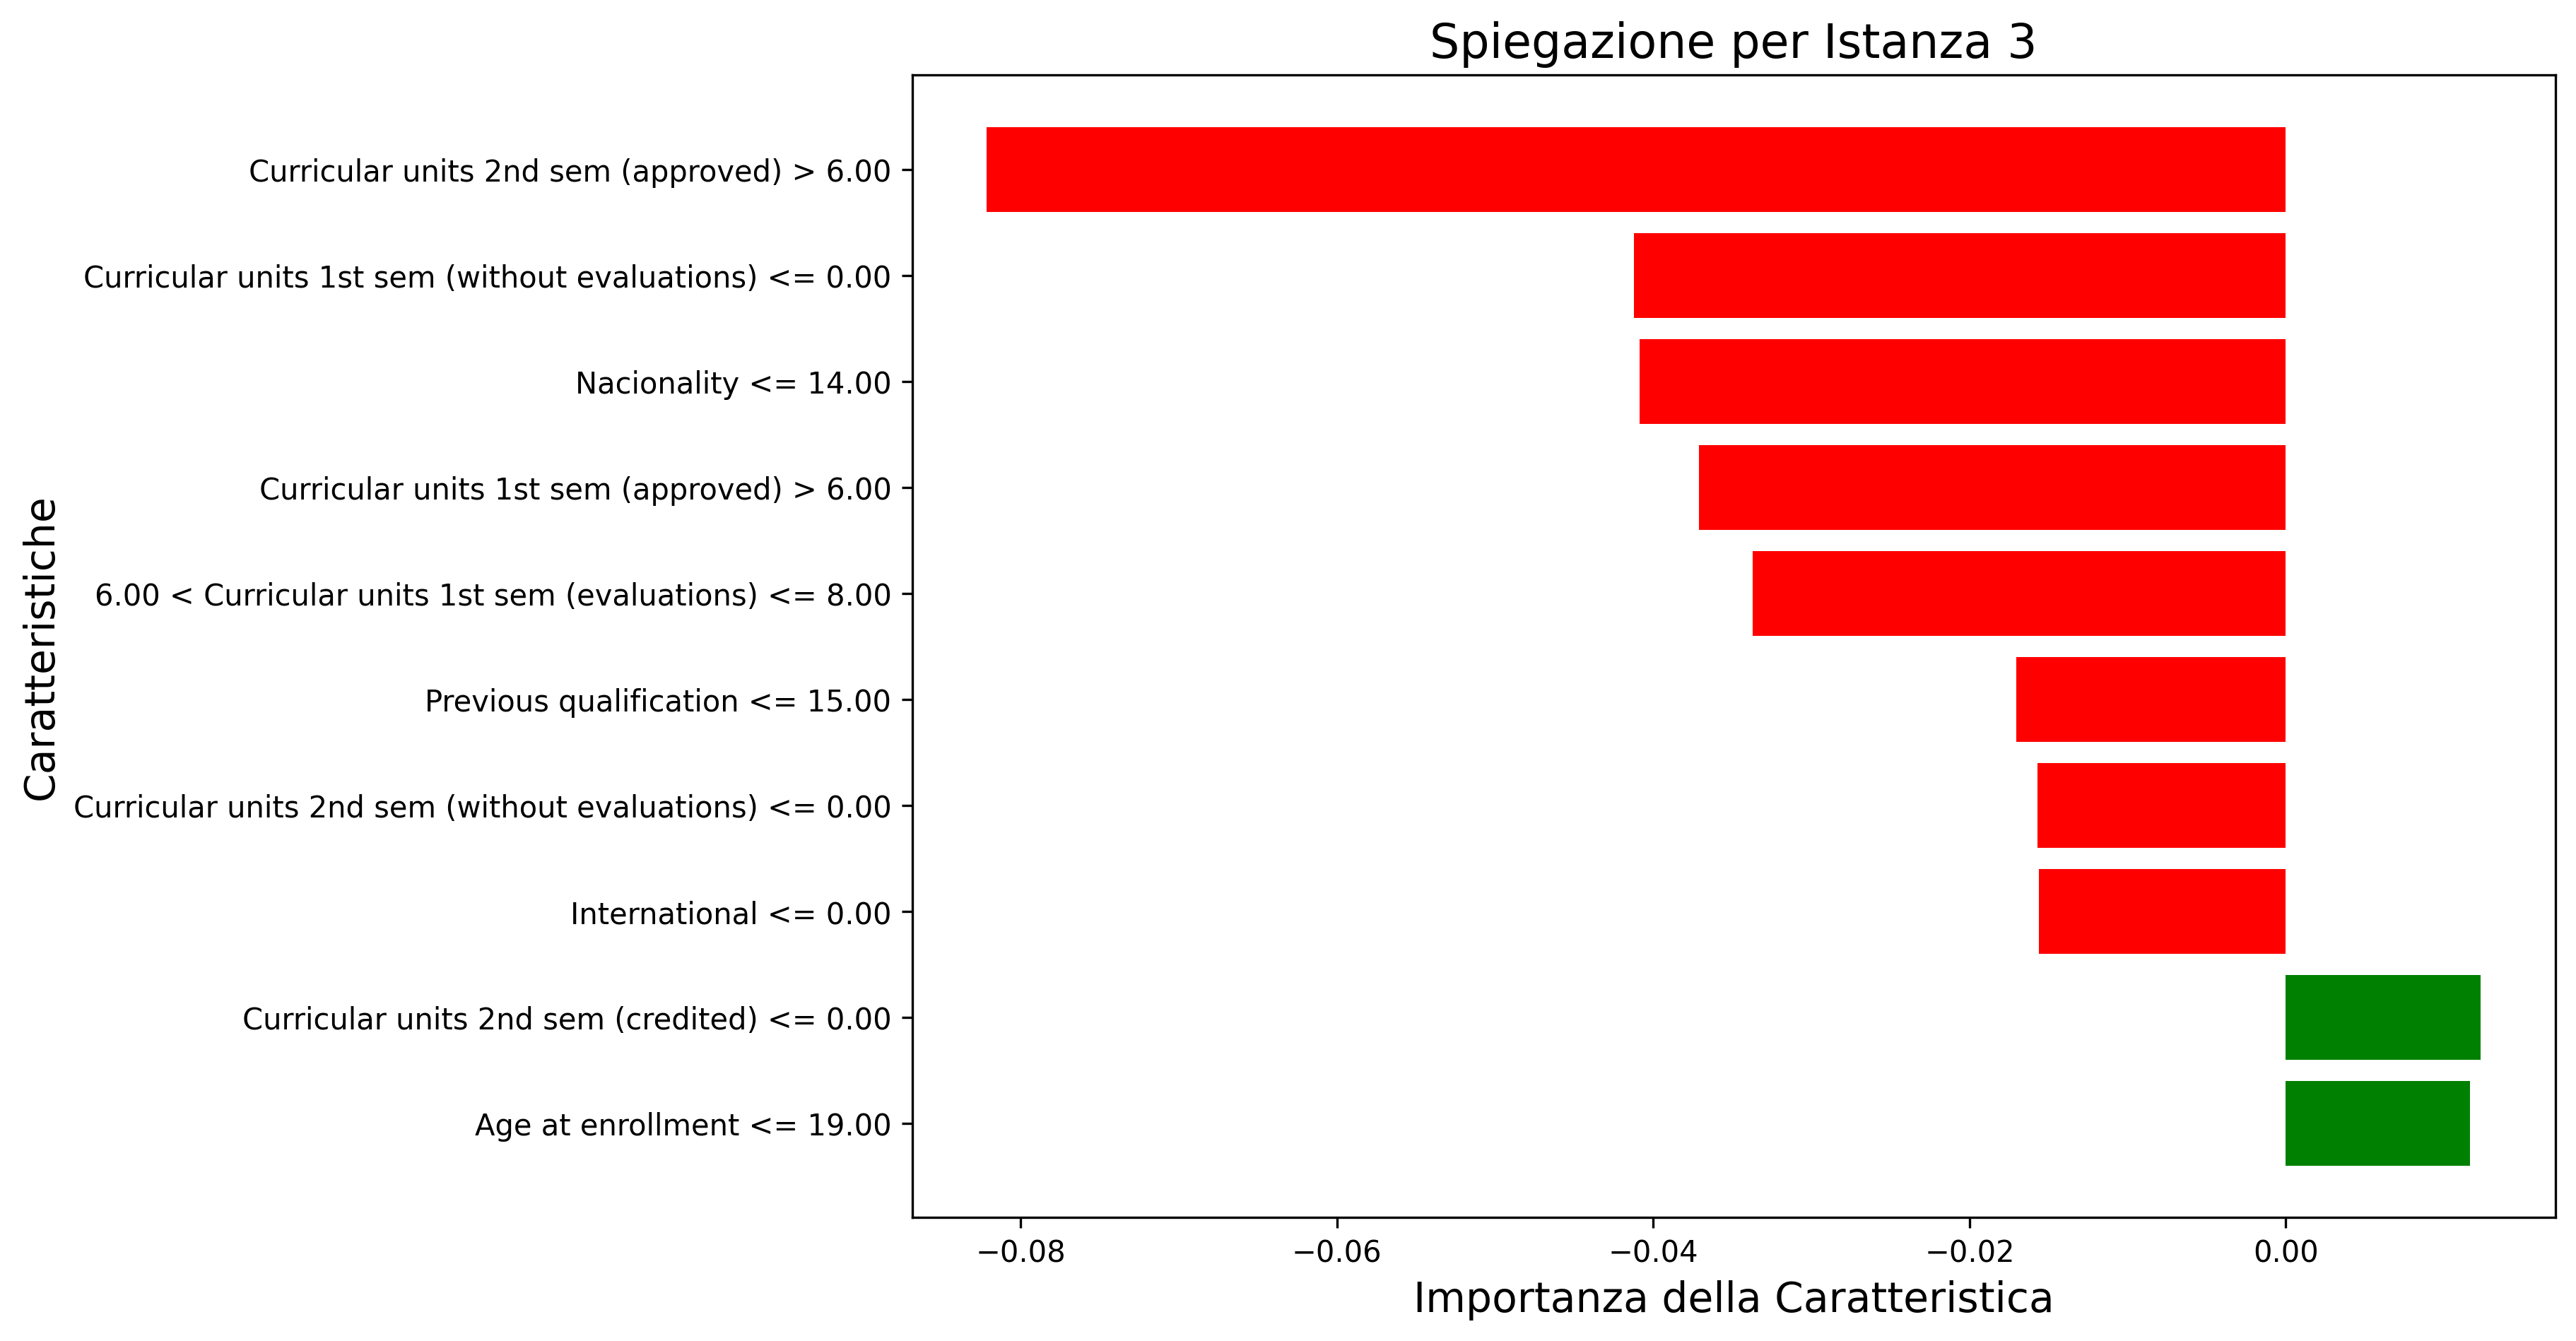 Spiegazione per Istanza 3
Caratteristiche
Curricular units 2nd sem (approved) > 6.00
Curricular units 1st sem (without evaluations) <= 0.00
Nacionality <= 14.00
Curricular units 1st sem (approved) > 6.00
6.00 < Curricular units 1st sem (evaluations) <= 8.00
Previous qualification <= 15.00
Curricular units 2nd sem (without evaluations) <= 0.00
International <= 0.00
Curricular units 2nd sem (credited) <= 0.00
Age at enrollment <= 19.00
−0.08 −0.06 −0.04 −0.02 0.00
Importanza della Caratteristica